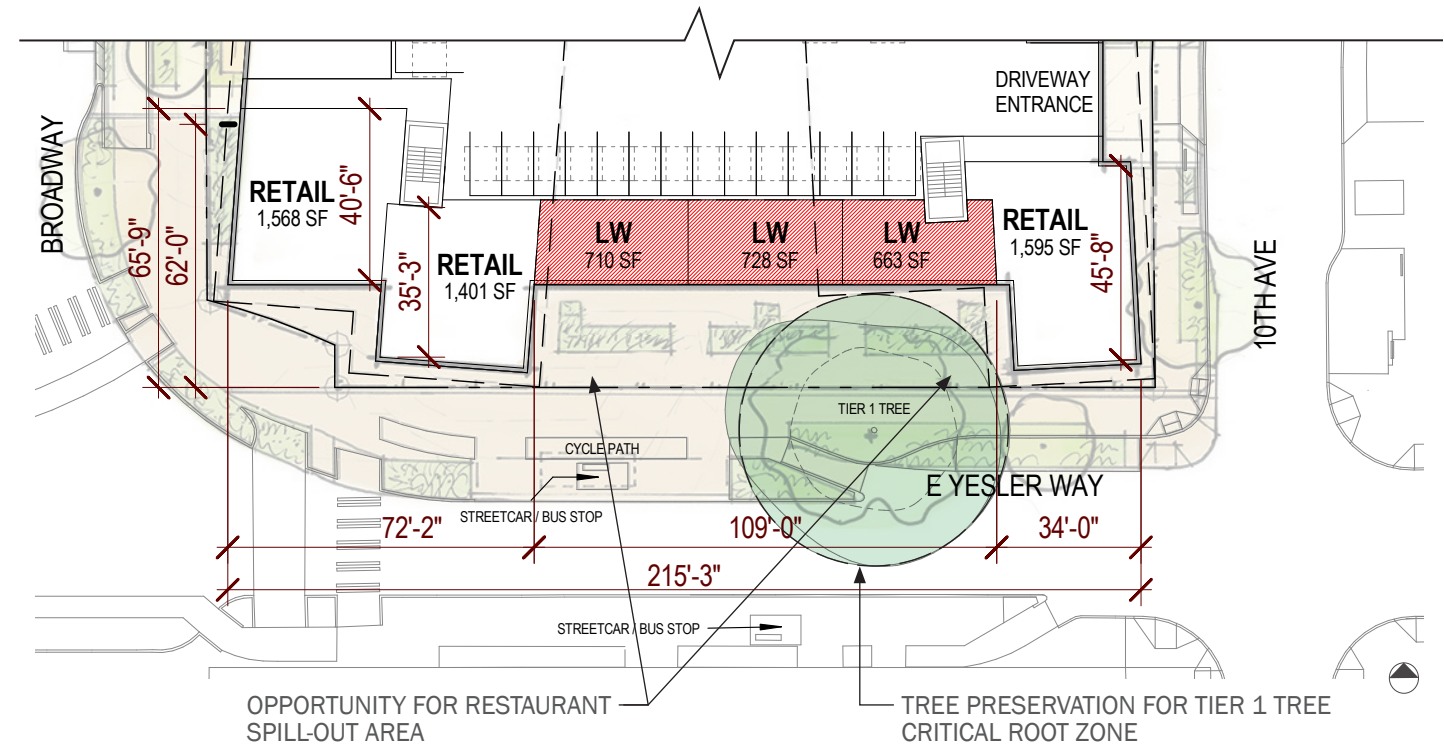 DRIVEWAY
ENTRANCE
BROADWAY
RETAIL
1,568 SF
40'-6"
65'-9"
62'-0"
RETAIL
1,401 SF
35'-3"
LW
710 SF
LW
728 SF
LW
663 SF
RETAIL
1,595 SF
45'-8"
10TH AVE
TIER 1 TREE
CYCLE PATH
E YESLER WAY
STREETCAR / BUS STOP
72'-2"
109'-0"
34'-0"
215'-3"
STREETCAR / BUS STOP
OPPORTUNITY FOR RESTAURANT
SPILL-OUT AREA
TREE PRESERVATION FOR TIER 1 TREE
CRITICAL ROOT ZONE